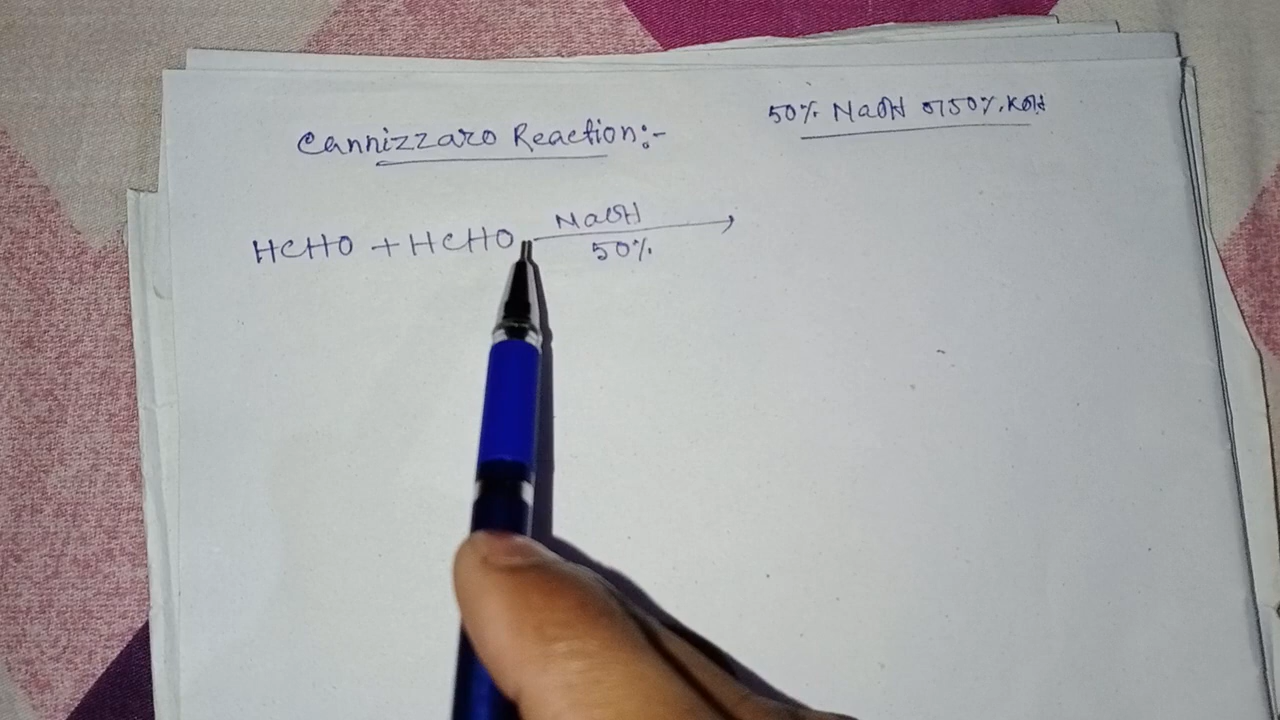 Cannizzaro Reaction:-
50% NaOH or 50%. KOH
HCHO + HCHO NaOH
50%